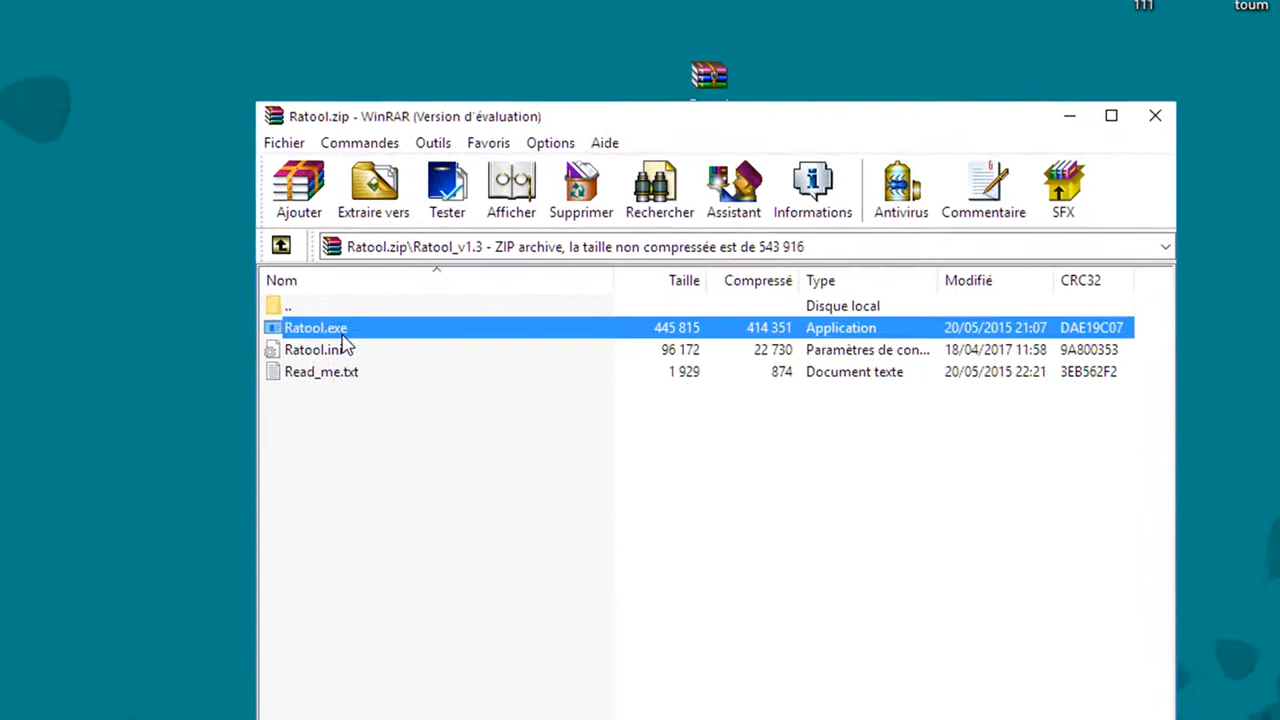 111 toum
Ratool.zip - WinRAR (Version d'évaluation)
Fichier Commandes Outils Favoris Options Aide
Ajouter Extraire vers Tester Afficher Supprimer Rechercher Assistant Informations Antivirus Commentaire SFX
Ratool.zip\Ratool_v1.3 - ZIP archive, la taille non compressée est de 543 916
Nom Taille Compressé Type Modifié CRC32
.. Disque local
Ratool.exe 445 815 414 351 Application 20/05/2015 21:07 DAE19C07
Ratool.ini 96 172 22 730 Paramètres de con... 18/04/2017 11:58 9A800353
Read_me.txt 1 929 874 Document texte 20/05/2015 22:21 3EB562F2